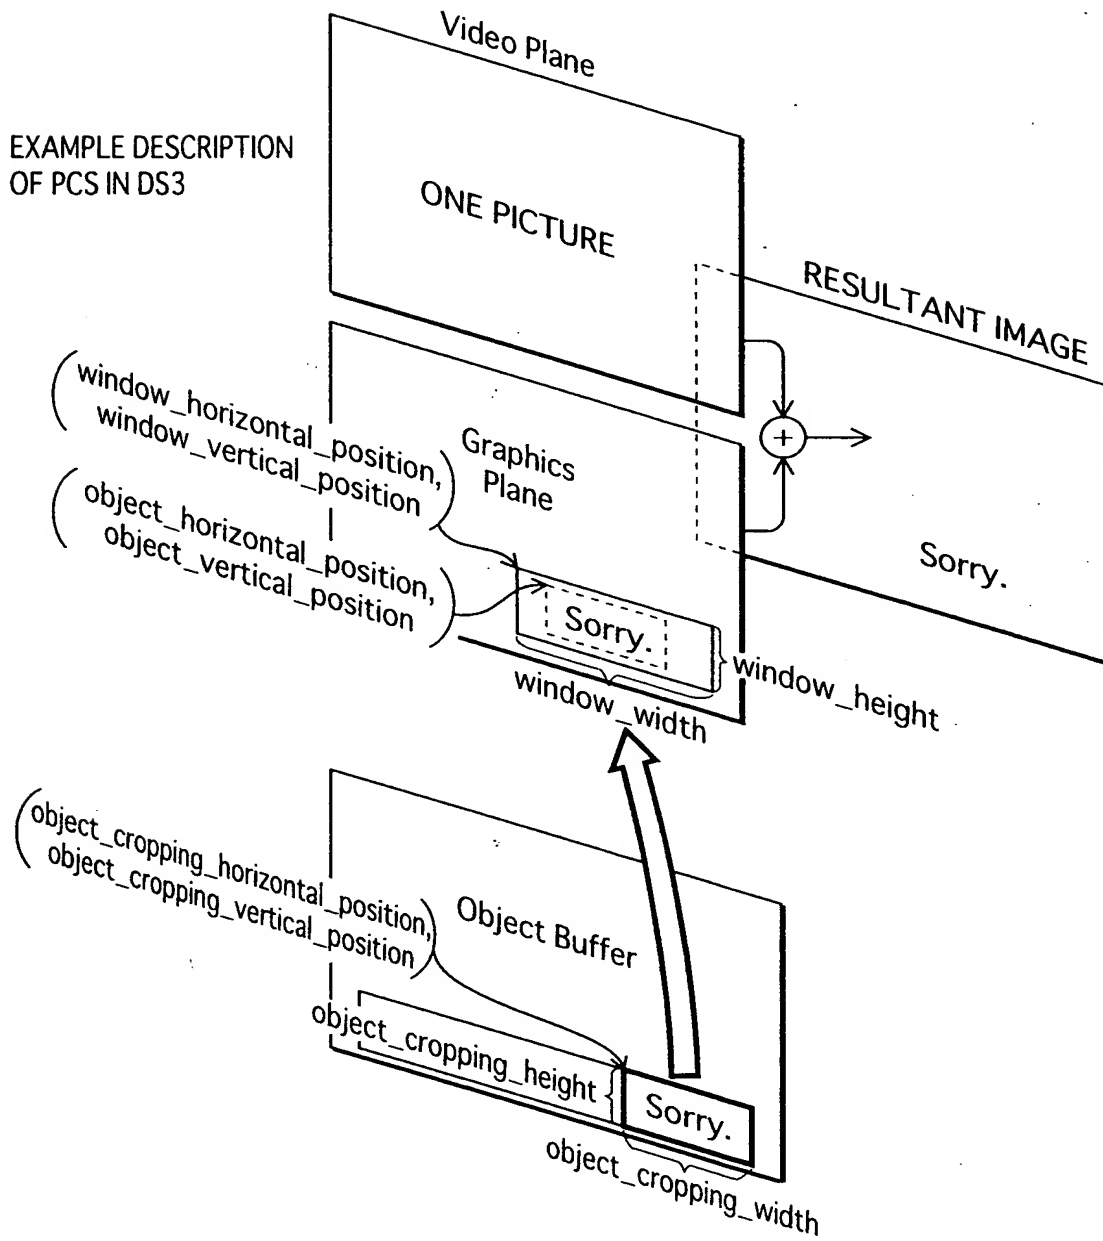 Video Plane
EXAMPLE DESCRIPTION
OF PCS IN DS3
ONE PICTURE
RESULTANT IMAGE
(window_horizontal_position,
window_vertical_position)
Graphics
Plane
+
(object_horizontal_position,
object_vertical_position)
Sorry.
Sorry.
window_height
window_width
(object_cropping_horizontal_position,
object_cropping_vertical_position)
Object Buffer
object_cropping_height
Sorry.
object_cropping_width